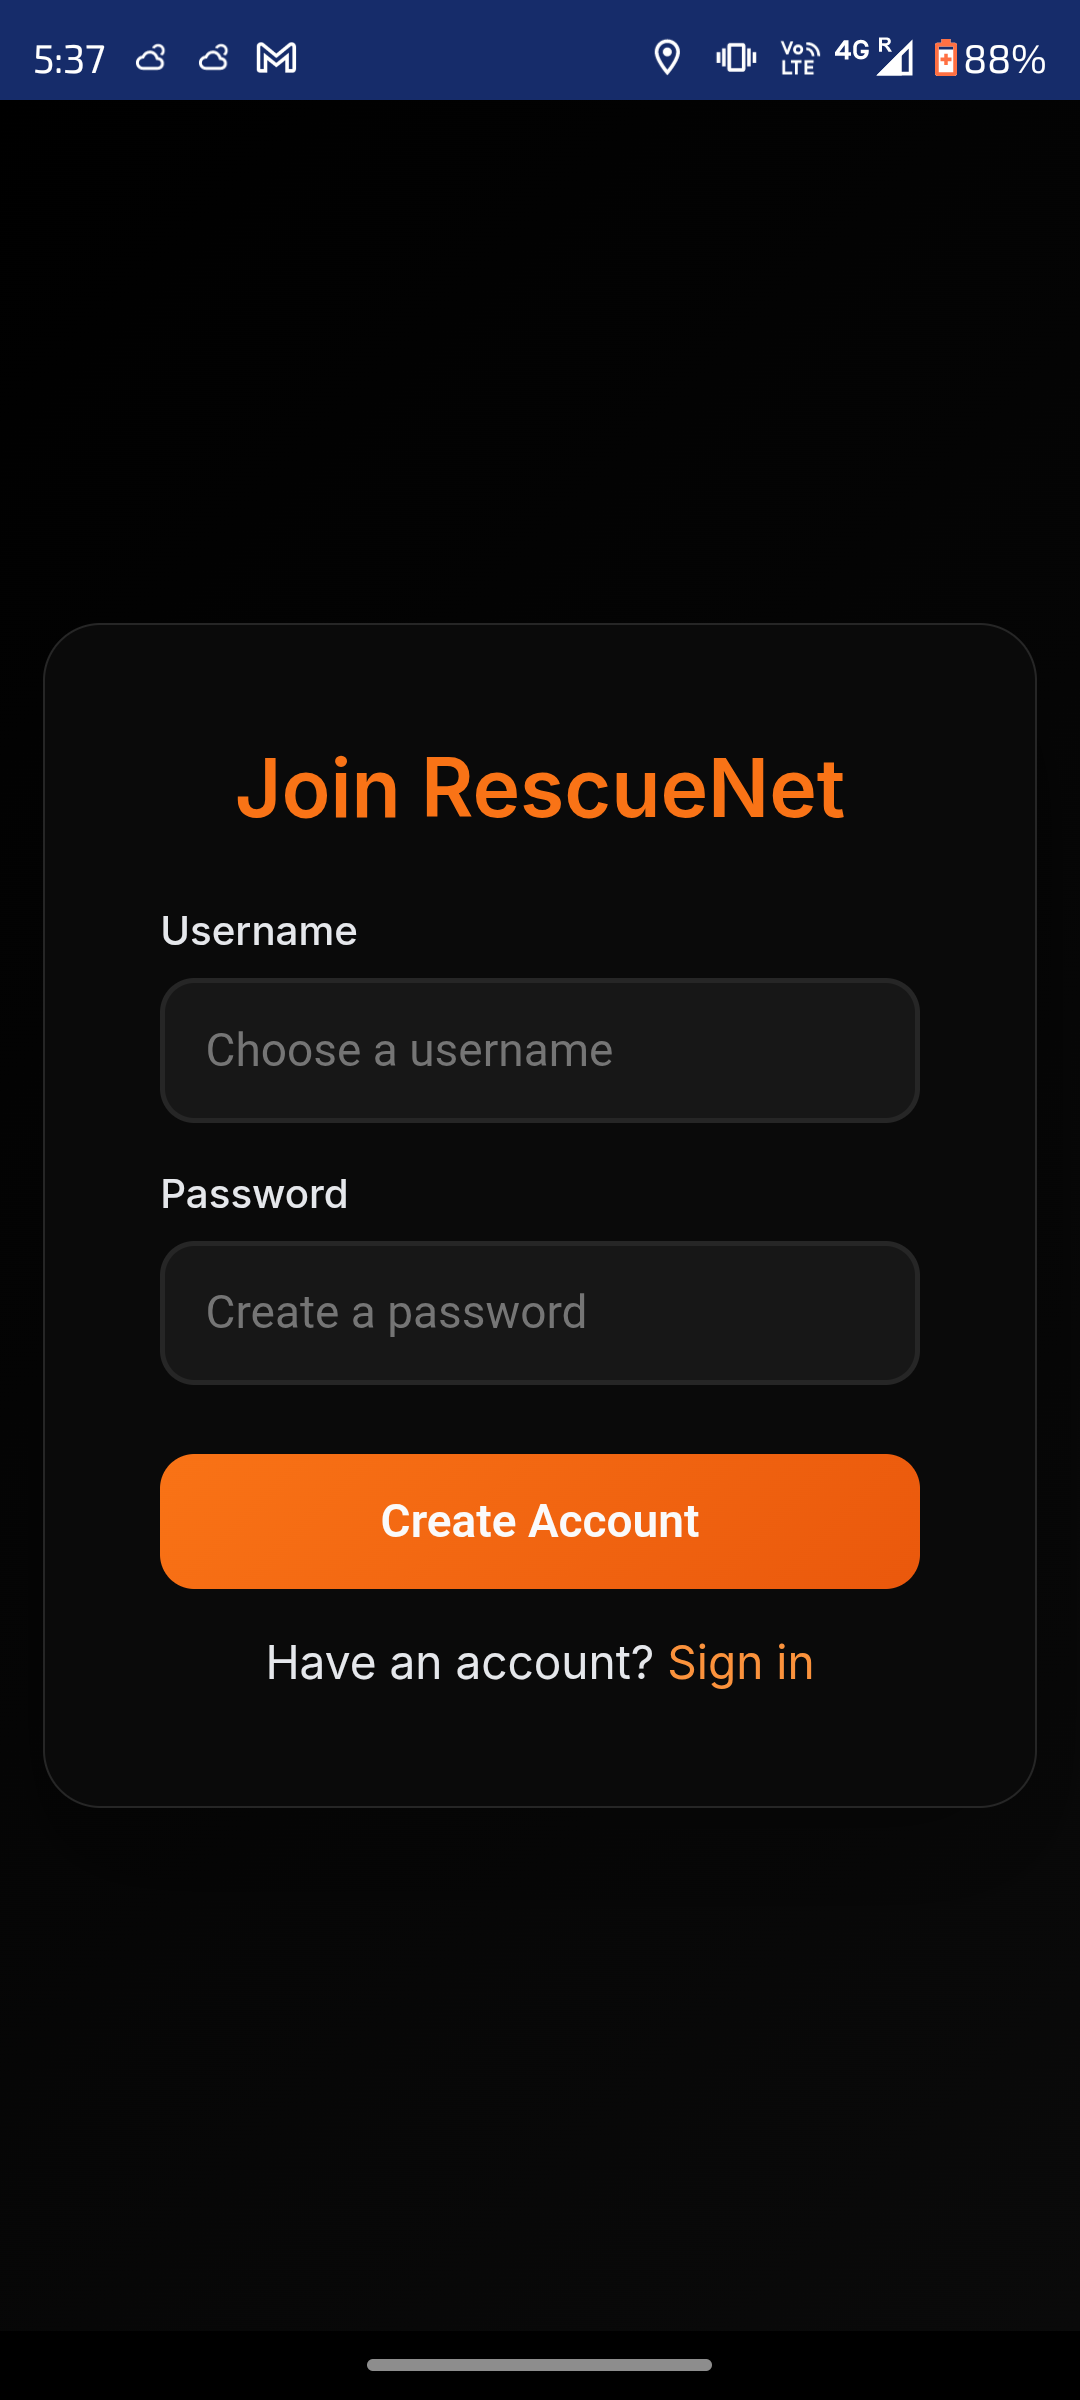 5:37
Vo LTE 4G R 88%
Join RescueNet
Username
Choose a username
Password
Create a password
Create Account
Have an account? Sign in